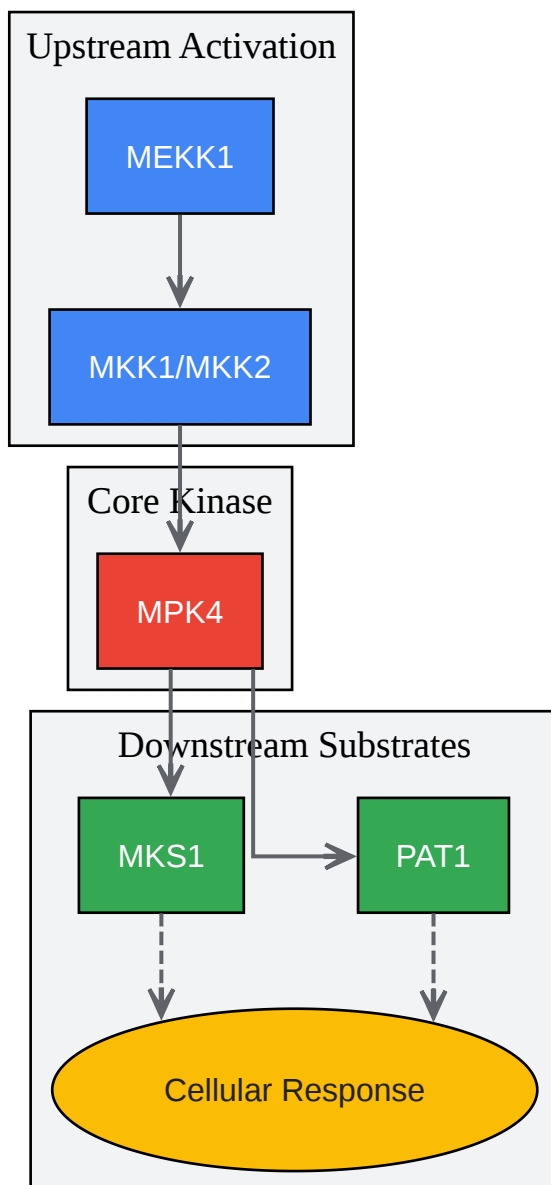 Upstream Activation
MEKK1
MKK1/MKK2
Core Kinase
MPK4
Downstream Substrates
MKS1
PAT1
Cellular Response